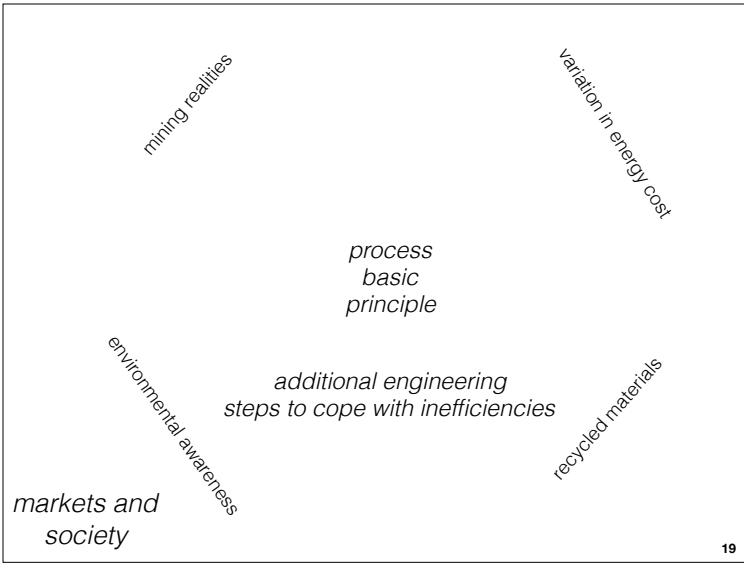 mining realities
variation in energy cost
process
basic
principle
environmental awareness
additional engineering
steps to cope with inefficiencies
recycled materials
markets and
society
19